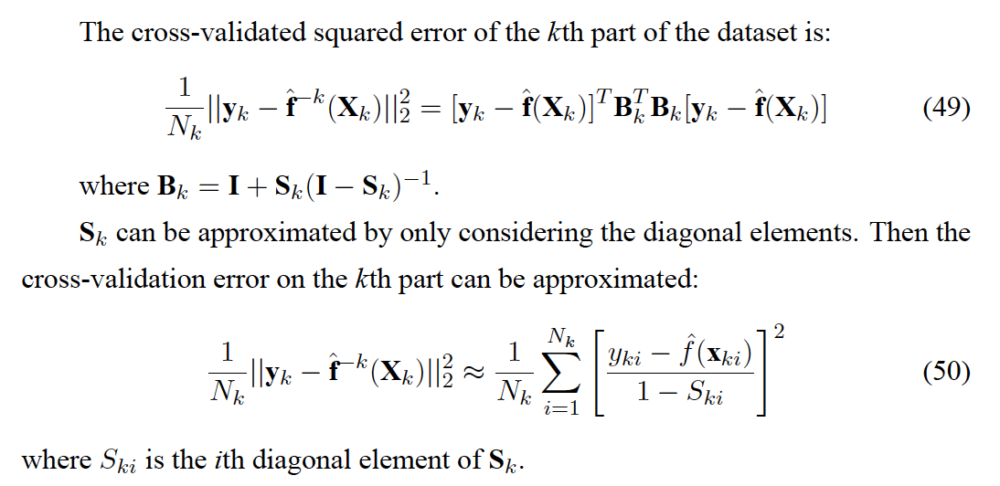 The cross-validated squared error of the kth part of the dataset is:
$$\frac{1}{N_k}||\mathbf{y}_k - \hat{\mathbf{f}}^{-k}(\mathbf{X}_k)||_2^2 = [\mathbf{y}_k - \hat{\mathbf{f}}(\mathbf{X}_k)]^T \mathbf{B}_k^T \mathbf{B}_k [\mathbf{y}_k - \hat{\mathbf{f}}(\mathbf{X}_k)] \quad (49)$$
where $\mathbf{B}_k = \mathbf{I} + \mathbf{S}_k(\mathbf{I} - \mathbf{S}_k)^{-1}$.
$\mathbf{S}_k$ can be approximated by only considering the diagonal elements. Then the
cross-validation error on the kth part can be approximated:
$$\frac{1}{N_k}||\mathbf{y}_k - \hat{\mathbf{f}}^{-k}(\mathbf{X}_k)||_2^2 \approx \frac{1}{N_k} \sum_{i=1}^{N_k} \left[ \frac{y_{ki} - \hat{f}(\mathbf{x}_{ki})}{1 - S_{ki}} \right]^2 \quad (50)$$
where $S_{ki}$ is the ith diagonal element of $\mathbf{S}_k$.